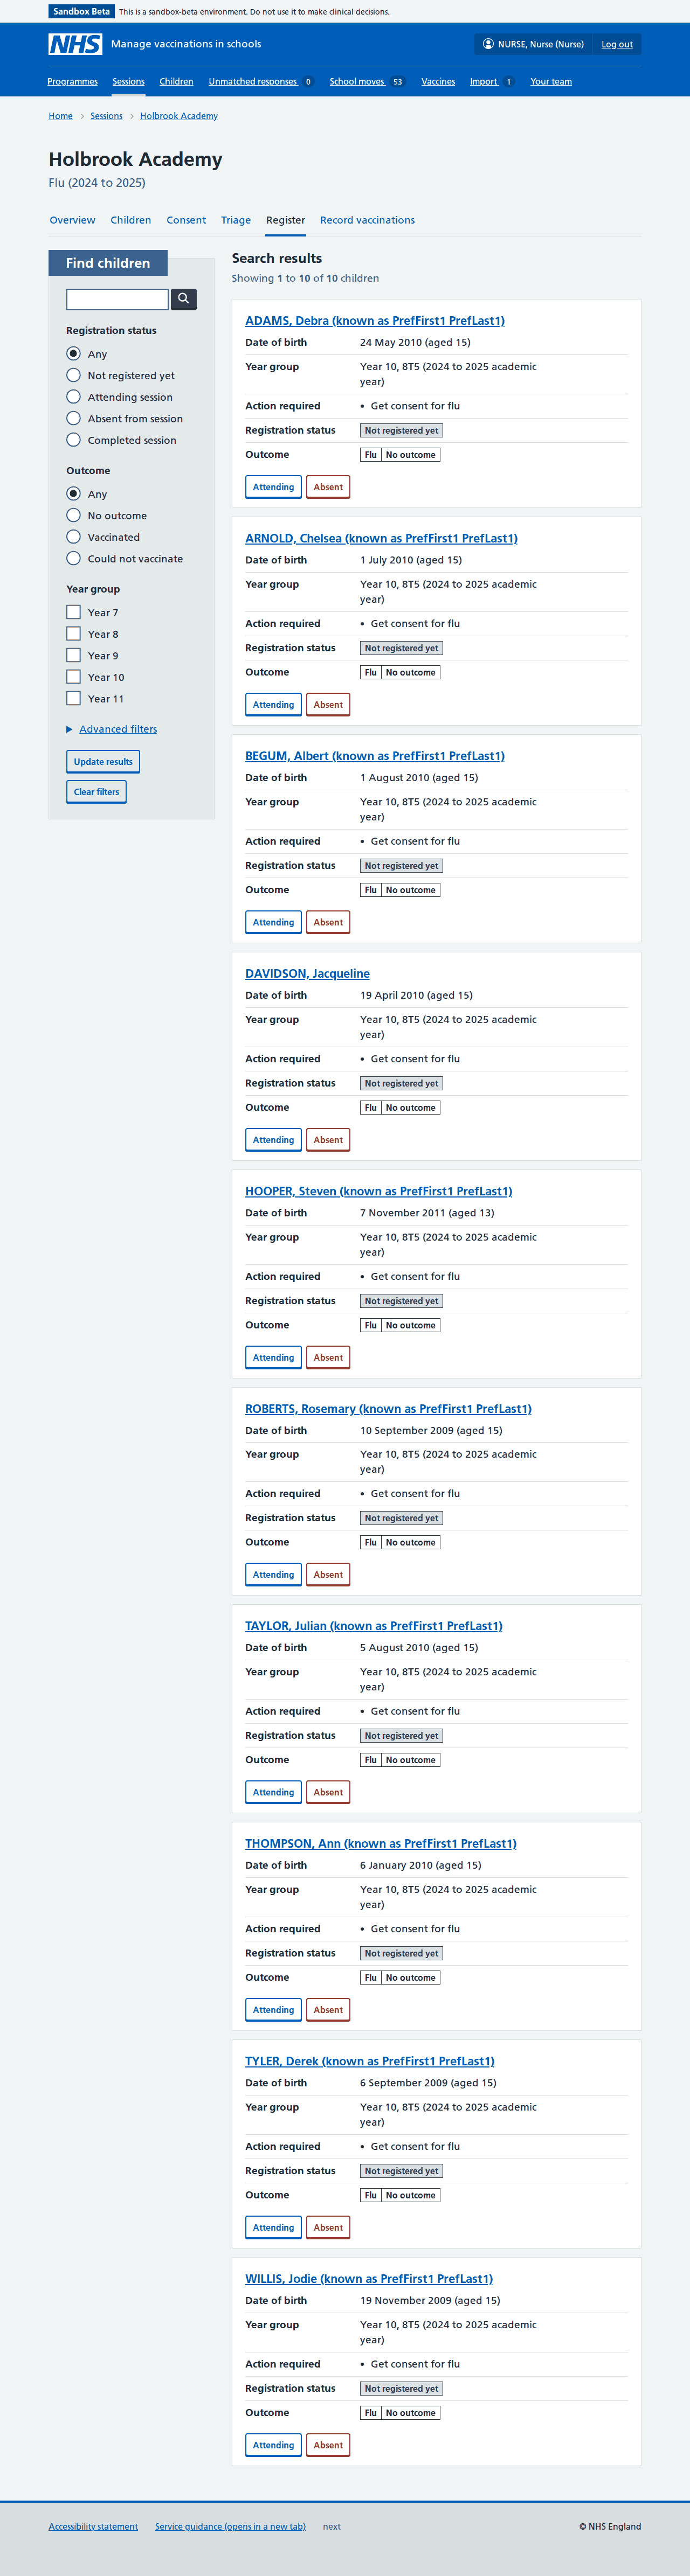 Sandbox Beta This is a sandbox-beta environment. Do not use it to make clinical decisions.
NHS Manage vaccinations in schools NURSE, Nurse (Nurse) Log out
Programmes Sessions Children Unmatched responses 0 School moves 53 Vaccines Import 1 Your team
Home Sessions Holbrook Academy
Holbrook Academy
Flu (2024 to 2025)
Overview Children Consent Triage Register Record vaccinations
Find children
Registration status
Any
Not registered yet
Attending session
Absent from session
Completed session
Outcome
Any
No outcome
Vaccinated
Could not vaccinate
Year group
Year 7
Year 8
Year 9
Year 10
Year 11
Advanced filters
Update results
Clear filters
Search results
Showing 1 to 10 of 10 children
ADAMS, Debra (known as PrefFirst1 PrefLast1)
Date of birth 24 May 2010 (aged 15)
Year group Year 10, 8T5 (2024 to 2025 academic
year)
Action required • Get consent for flu
Registration status Not registered yet
Outcome Flu No outcome
Attending Absent
ARNOLD, Chelsea (known as PrefFirst1 PrefLast1)
Date of birth 1 July 2010 (aged 15)
Year group Year 10, 8T5 (2024 to 2025 academic
year)
Action required • Get consent for flu
Registration status Not registered yet
Outcome Flu No outcome
Attending Absent
BEGUM, Albert (known as PrefFirst1 PrefLast1)
Date of birth 1 August 2010 (aged 15)
Year group Year 10, 8T5 (2024 to 2025 academic
year)
Action required • Get consent for flu
Registration status Not registered yet
Outcome Flu No outcome
Attending Absent
DAVIDSON, Jacqueline
Date of birth 19 April 2010 (aged 15)
Year group Year 10, 8T5 (2024 to 2025 academic
year)
Action required • Get consent for flu
Registration status Not registered yet
Outcome Flu No outcome
Attending Absent
HOOPER, Steven (known as PrefFirst1 PrefLast1)
Date of birth 7 November 2011 (aged 13)
Year group Year 10, 8T5 (2024 to 2025 academic
year)
Action required • Get consent for flu
Registration status Not registered yet
Outcome Flu No outcome
Attending Absent
ROBERTS, Rosemary (known as PrefFirst1 PrefLast1)
Date of birth 10 September 2009 (aged 15)
Year group Year 10, 8T5 (2024 to 2025 academic
year)
Action required • Get consent for flu
Registration status Not registered yet
Outcome Flu No outcome
Attending Absent
TAYLOR, Julian (known as PrefFirst1 PrefLast1)
Date of birth 5 August 2010 (aged 15)
Year group Year 10, 8T5 (2024 to 2025 academic
year)
Action required • Get consent for flu
Registration status Not registered yet
Outcome Flu No outcome
Attending Absent
THOMPSON, Ann (known as PrefFirst1 PrefLast1)
Date of birth 6 January 2010 (aged 15)
Year group Year 10, 8T5 (2024 to 2025 academic
year)
Action required • Get consent for flu
Registration status Not registered yet
Outcome Flu No outcome
Attending Absent
TYLER, Derek (known as PrefFirst1 PrefLast1)
Date of birth 6 September 2009 (aged 15)
Year group Year 10, 8T5 (2024 to 2025 academic
year)
Action required • Get consent for flu
Registration status Not registered yet
Outcome Flu No outcome
Attending Absent
WILLIS, Jodie (known as PrefFirst1 PrefLast1)
Date of birth 19 November 2009 (aged 15)
Year group Year 10, 8T5 (2024 to 2025 academic
year)
Action required • Get consent for flu
Registration status Not registered yet
Outcome Flu No outcome
Attending Absent
Accessibility statement Service guidance (opens in a new tab) next © NHS England